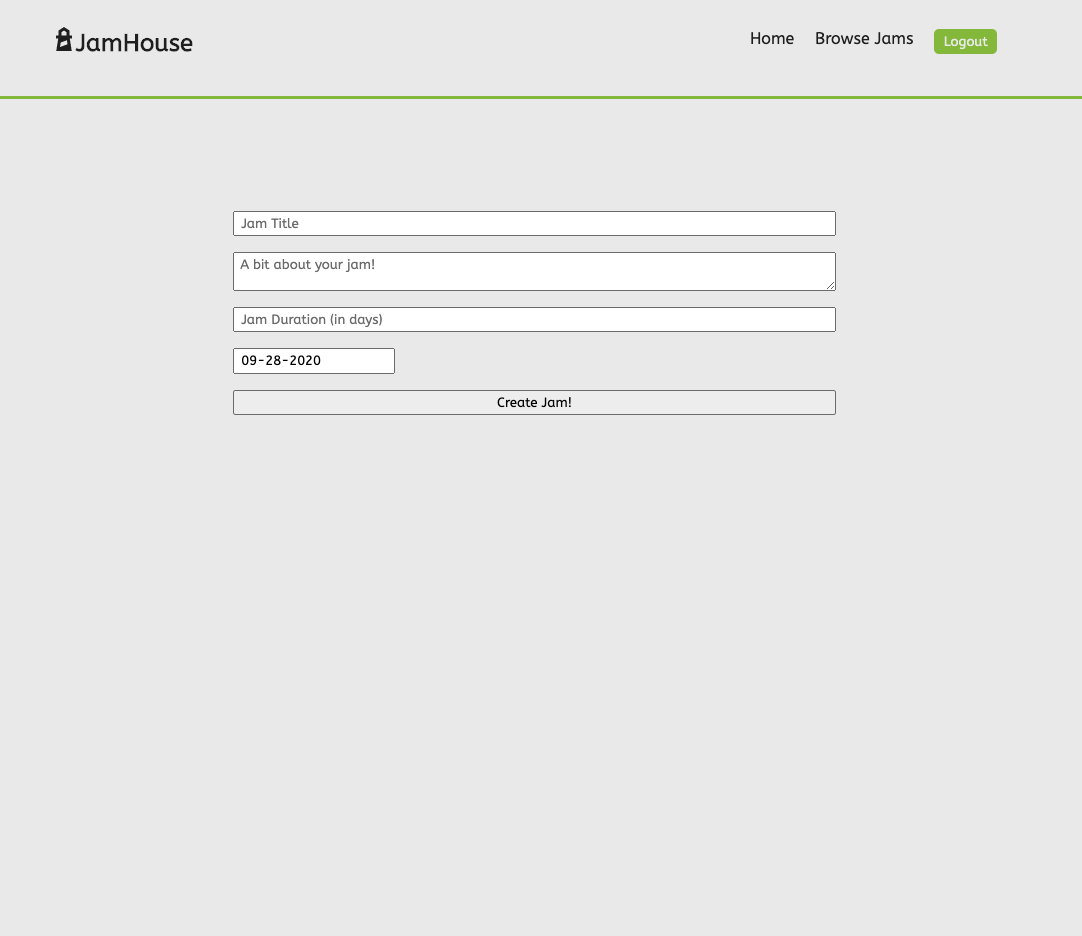 JamHouse
Home Browse Jams Logout
Jam Title
A bit about your jam!
Jam Duration (in days)
09-28-2020
Create Jam!